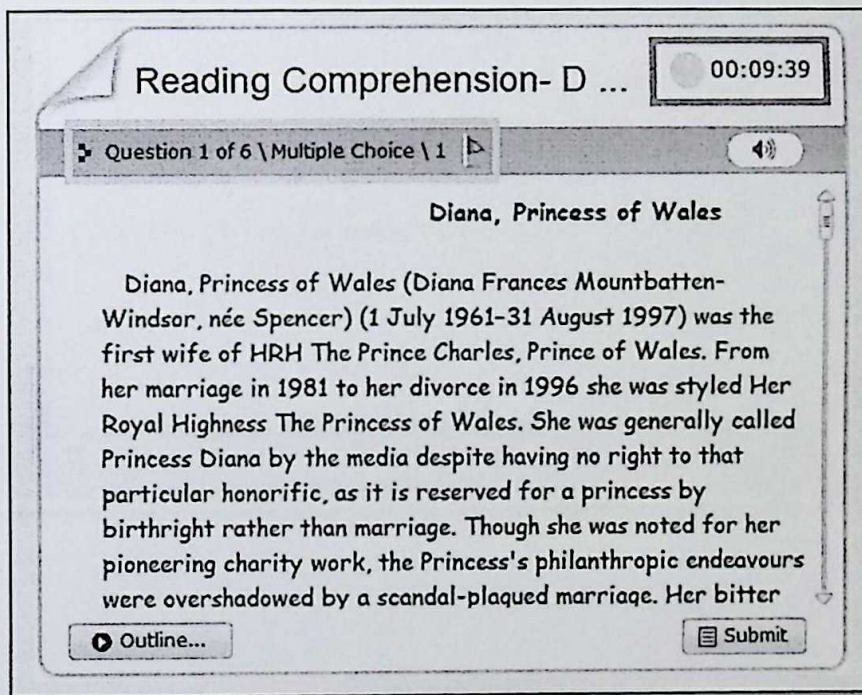 Reading Comprehension- D ...
00:09:39
Question 1 of 6 \ Multiple Choice \ 1
Diana, Princess of Wales
Diana, Princess of Wales (Diana Frances Mountbatten-
Windsor, née Spencer) (1 July 1961-31 August 1997) was the
first wife of HRH The Prince Charles, Prince of Wales. From
her marriage in 1981 to her divorce in 1996 she was styled Her
Royal Highness The Princess of Wales. She was generally called
Princess Diana by the media despite having no right to that
particular honorific, as it is reserved for a princess by
birthright rather than marriage. Though she was noted for her
pioneering charity work, the Princess's philanthropic endeavours
were overshadowed by a scandal-plagued marriage. Her bitter
Outline...
Submit